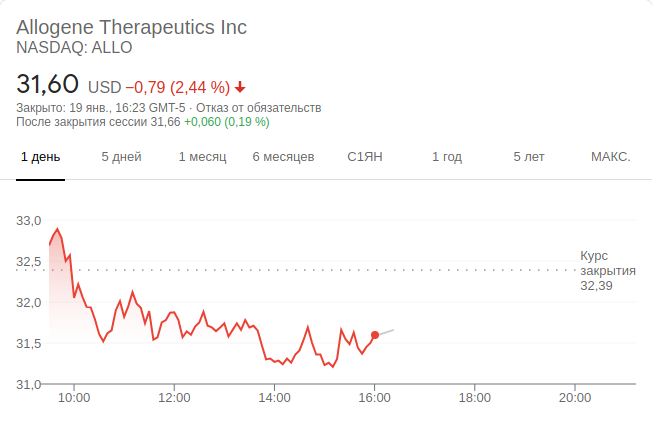 Allogene Therapeutics Inc
NASDAQ: ALLO
31,60 USD −0,79 (2,44 %)
Закрыто: 19 янв., 16:23 GMT-5 · Отказ от обязательств
После закрытия сессии 31,66 +0,060 (0,19 %)
1 день 5 дней 1 месяц 6 месяцев С1ЯН 1 год 5 лет МАКС.
33,0
32,5
32,0
31,5
31,0
Курс
закрытия
32,39
10:00 12:00 14:00 16:00 18:00 20:00